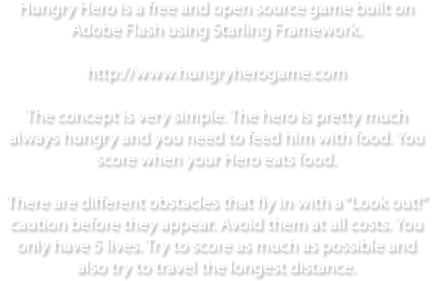 Hungry Hero is a free and open source game built on
Adobe Flash using Starling Framework.
http://www.hungryherogame.com
The concept is very simple. The hero is pretty much
always hungry and you need to feed him with food. You
score when your Hero eats food.
There are different obstacles that fly in with a "Look out!"
caution before they appear. Avoid them at all costs. You
only have 5 lives. Try to score as much as possible and
also try to travel the longest distance.